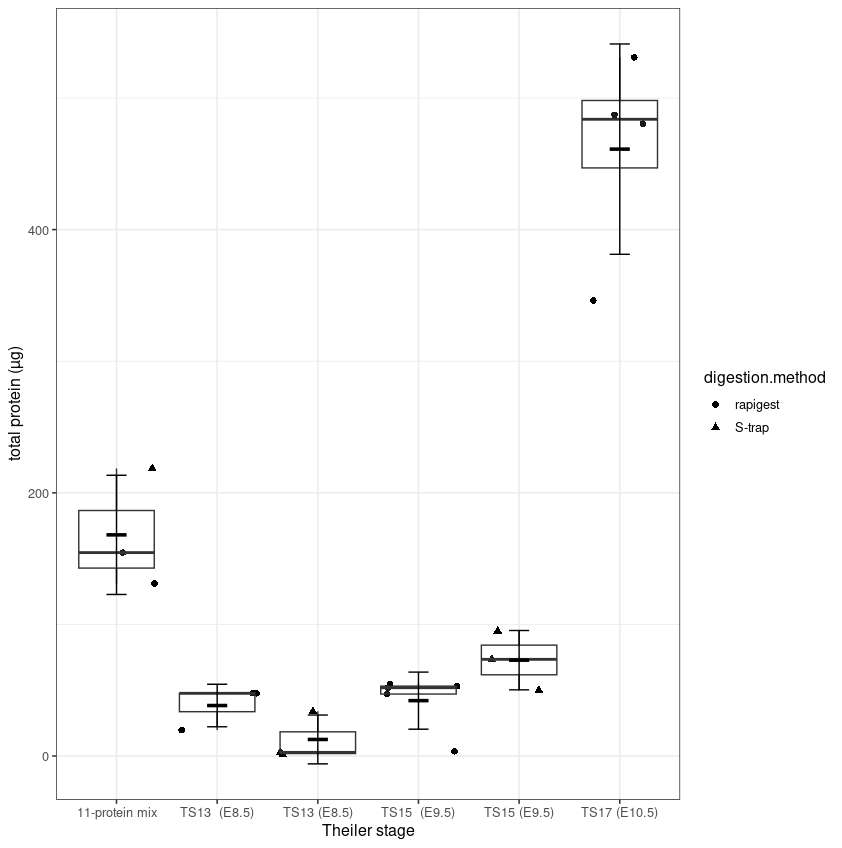 total protein (µg)
400
200
0
11-protein mix
TS13  (E8.5)
TS13 (E8.5)
TS15  (E9.5)
TS15 (E9.5)
TS17 (E10.5)
Theiler stage
digestion.method
rapigest
S-trap